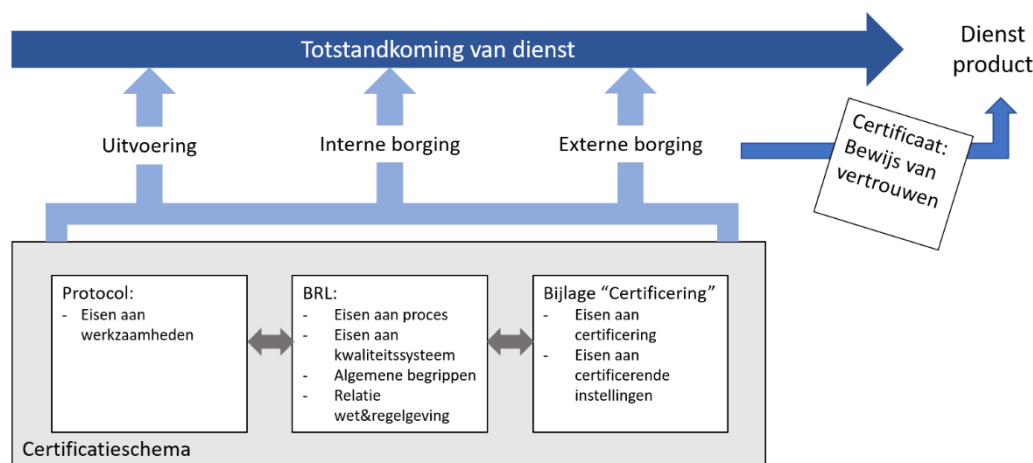 Totstandkoming van dienst
Dienst
product
Uitvoering
Interne borging
Externe borging
Certificaat:
Bewijs van
vertrouwen
Protocol:
- Eisen aan
werkzaamheden
BRL:
- Eisen aan proces
- Eisen aan
kwaliteitssysteem
- Algemene begrippen
- Relatie
wet&regelgeving
Bijlage “Certificering”
- Eisen aan
certificering
- Eisen aan
certificerende
instellingen
Certificatieschema